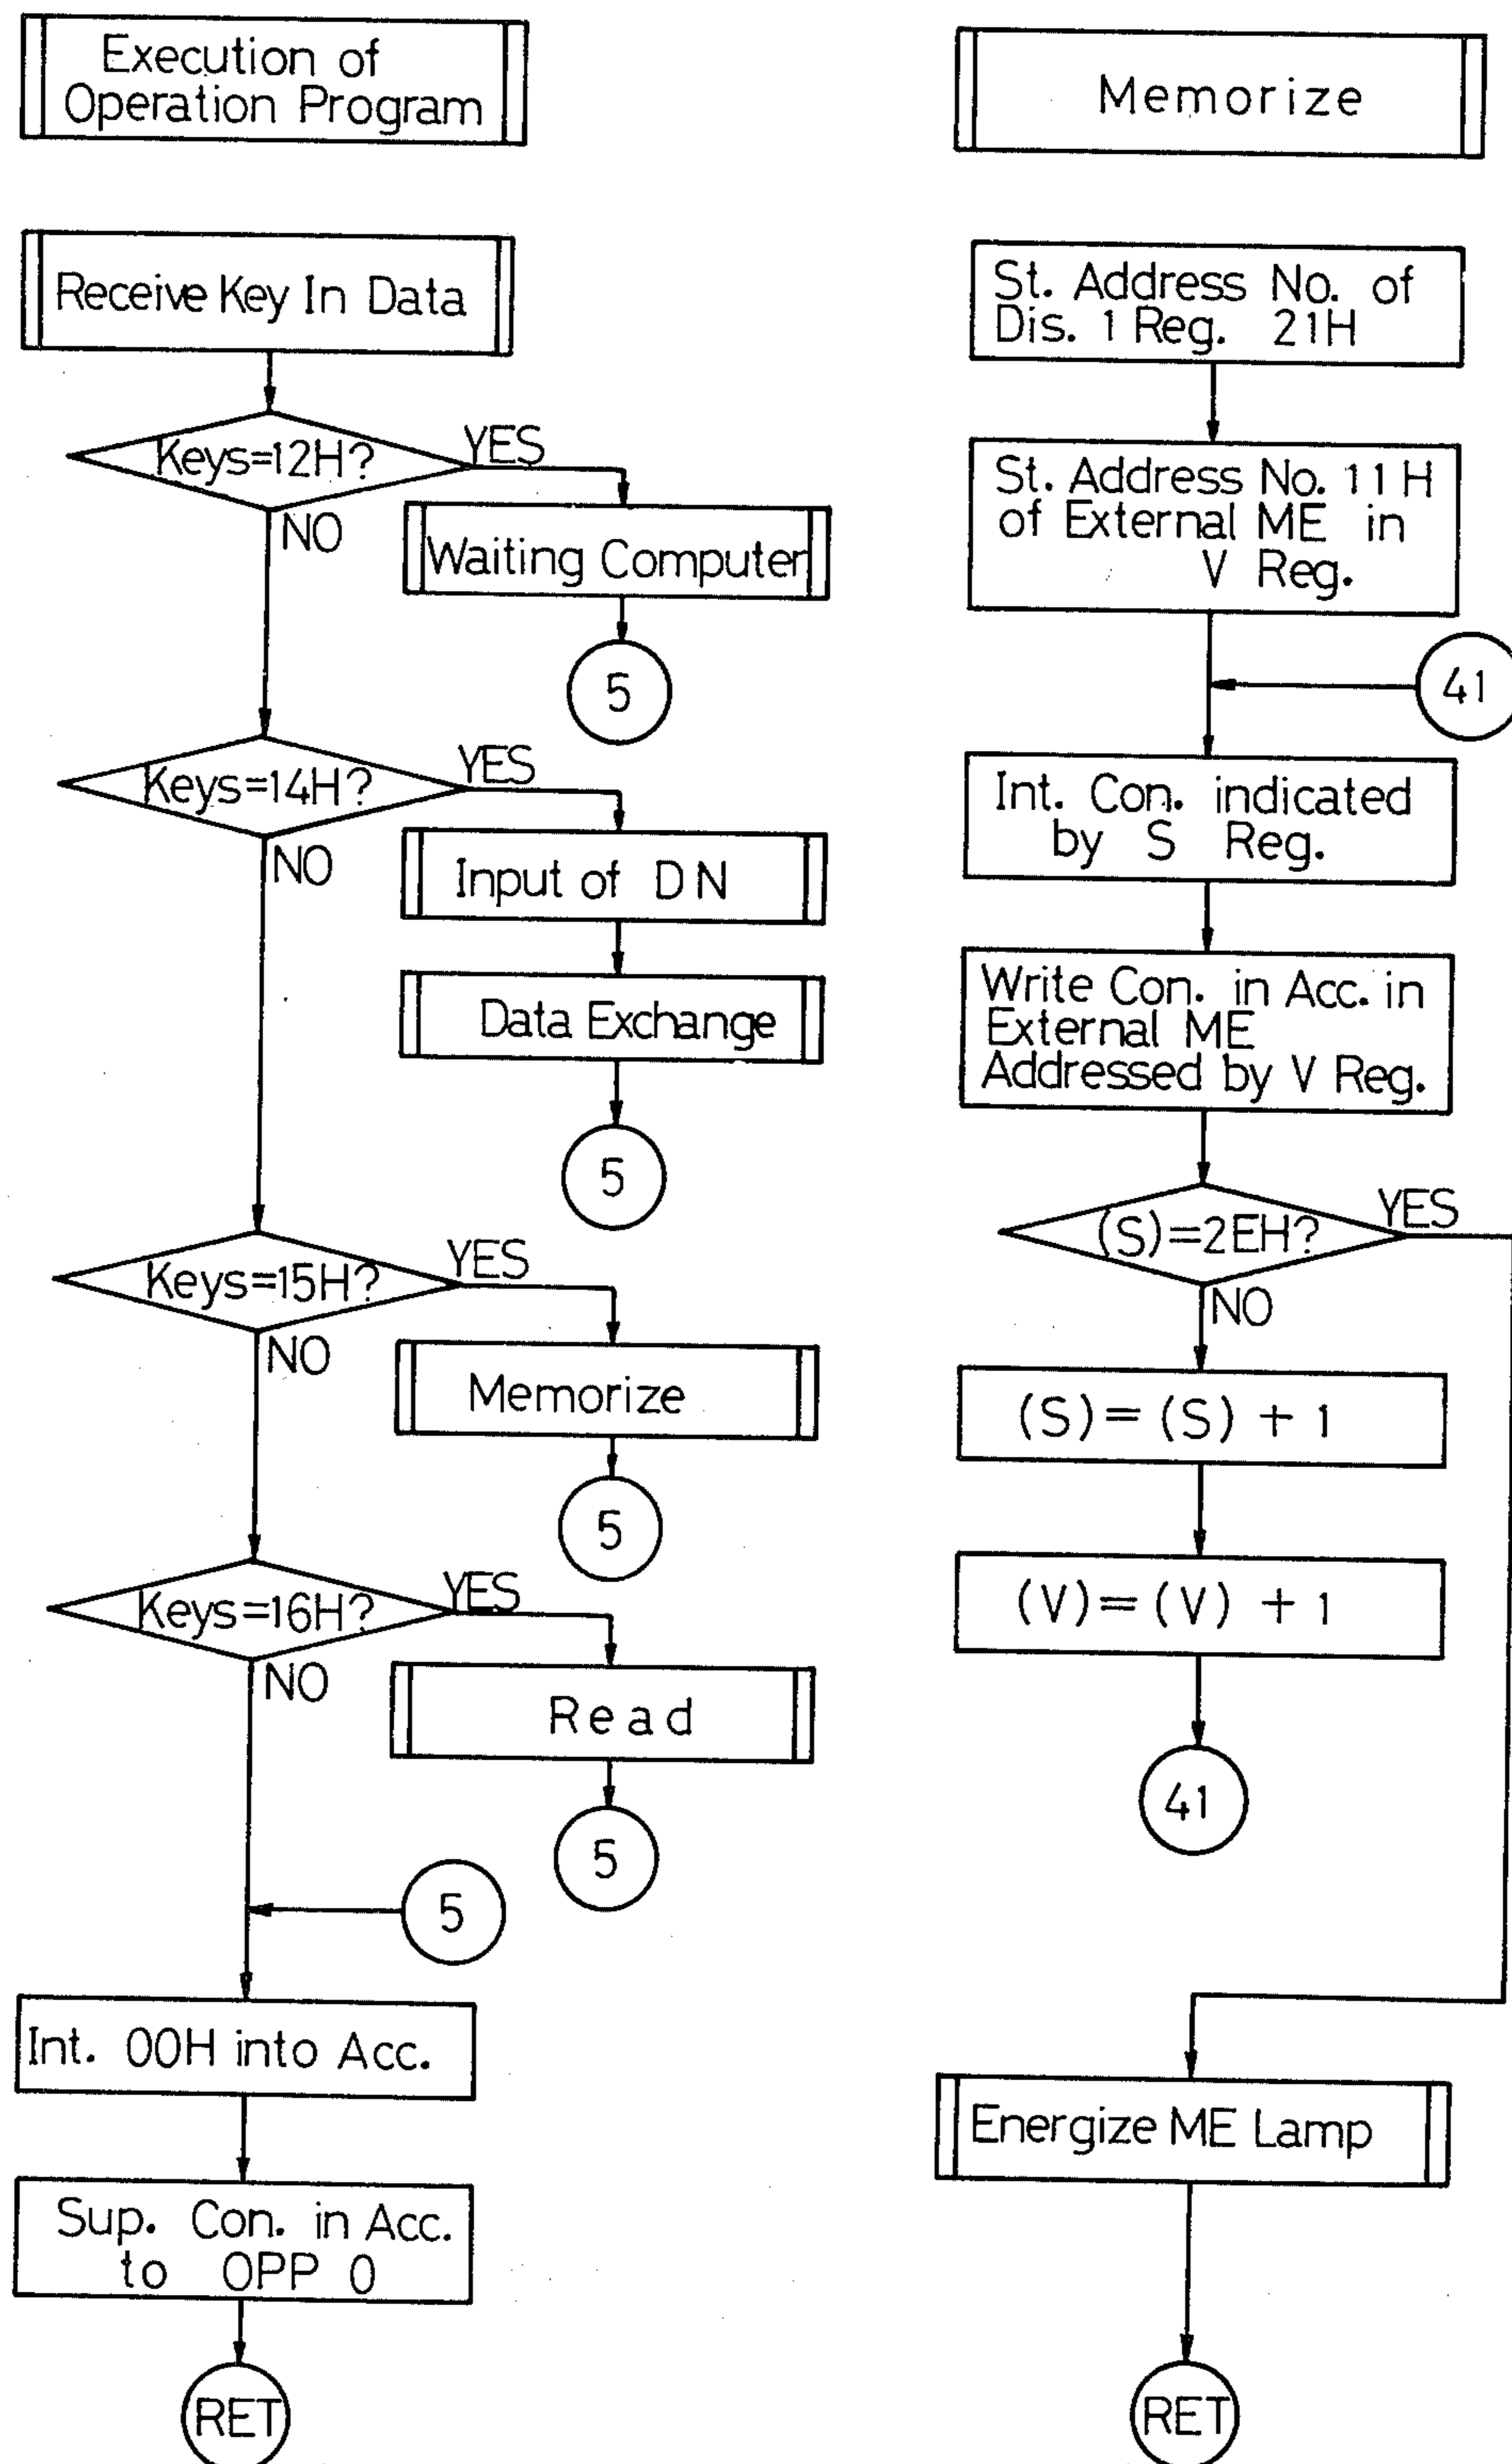 Execution of
Operation Program
Receive Key In Data
Keys=12H?
YES
NO
Waiting Computer
5
Keys=14H?
YES
NO
Input of DN
Data Exchange
5
Keys=15H?
YES
NO
Memorize
5
Keys=16H?
YES
NO
Read
5
5
Int. 00H into Acc.
Sup. Con. in Acc.
to OPP 0
RET
Memorize
St. Address No. of
Dis. 1 Reg. 21H
St. Address No. 11H
of External ME in
V Reg.
41
Int. Con. indicated
by S Reg.
Write Con. in Acc. in
External ME
Addressed by V Reg.
(S)=2EH?
YES
NO
(S)=(S)+1
(V)=(V)+1
41
Energize ME Lamp
RET